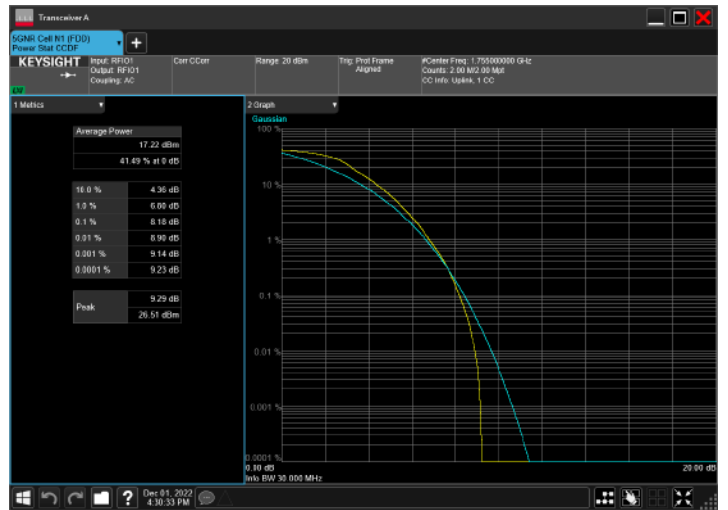 Transceiver A
5GNR Cell N1 (FDD)
Power Stat CCDF
KEYSIGHT
Input: RFIO1
Output: RFIO1
Coupling: AC
Corr CCorr
Range: 20 dBm
Trig: Prot Frame
Aligned
#Center Freq: 1.755000000 GHz
Counts: 2.00 M/2.00 Mpt
CC Info: Uplink, 1 CC
1 Metrics
Average Power
17.22 dBm
41.49 % at 0 dB
10.0 % 4.36 dB
1.0 % 6.80 dB
0.1 % 8.18 dB
0.01 % 8.90 dB
0.001 % 9.14 dB
0.0001 % 9.23 dB
Peak
9.29 dB
26.51 dBm
2 Graph
Gaussian
100 %
10 %
1 %
0.1 %
0.01 %
0.001 %
0.0001 %
0.00 dB
20.00 dB
Info BW 30.000 MHz
Dec 01, 2022
4:30:33 PM